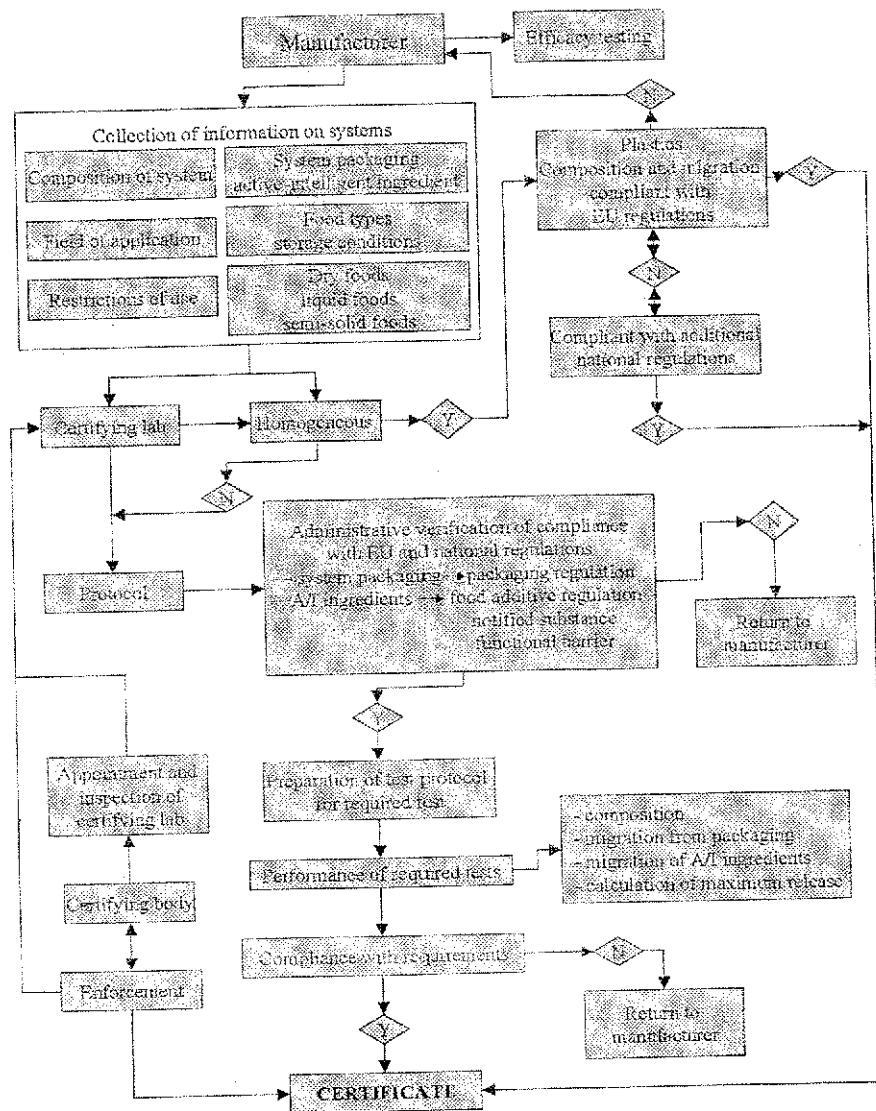 Manufacturer
Efficacy testing
N
Collection of information on systems
Composition of system
System packaging
active intelligent ingredient
Field of application
Food types
storage conditions
Restrictions of use
Dry foods
liquid foods
semi-solid foods
Plastics
Composition and migration
compliant with
EU regulations
Y
N
Compliant with additional
national regulations
Y
Certifying lab
Homogeneous
Y
N
Protocol
Administrative verification of compliance
with EU and national regulations
- system packaging → packaging regulation
- A/I ingredients → food additive regulation
notified substance
functional barrier
N
Return to
manufacturer
Y
Appointment and
inspection of
certifying lab
Preparation of test protocol
for required test
- composition
- migration from packaging
- migration of A/I ingredients
- calculation of maximum release
Performance of required tests
Certifying body
Compliance with requirements
N
Enforcement
Return to
manufacturer
Y
CERTIFICATE